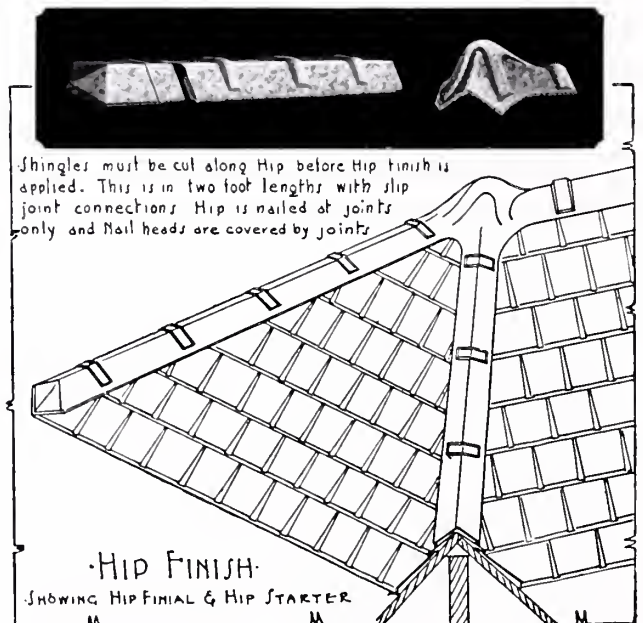 Shingles must be cut along Hip before Hip finish is
applied. This is in two foot lengths with slip
joint connections Hip is nailed at joints
only and Nail heads are covered by joints
·HIP FINISH·
·SHOWING HIP FINIAL & HIP STARTER